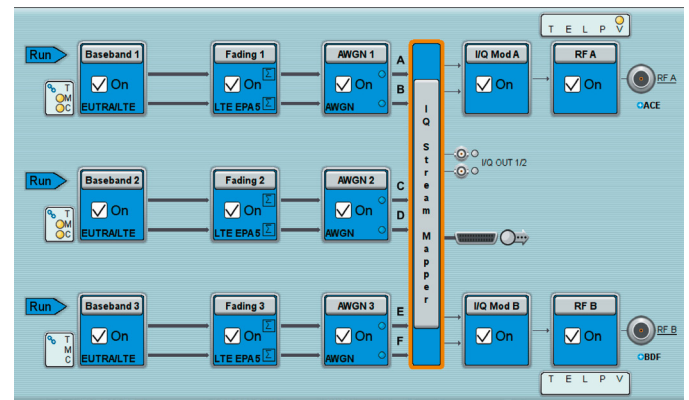 T E L P V
Run
Baseband 1
Fading 1
AWGN 1
A
I/Q Mod A
RF A
T
M
C
On
On
Σ
On
B
On
On
RF A
EUTRA/LTE
LTE EPA 5
Σ
AWGN
ACE
I
Q
S
t
r
e
a
m
M
a
p
p
e
r
I/Q OUT 1/2
Run
Baseband 2
Fading 2
AWGN 2
C
T
M
C
On
On
Σ
On
D
EUTRA/LTE
LTE EPA 5
Σ
AWGN
Run
Baseband 3
Fading 3
AWGN 3
E
I/Q Mod B
RF B
T
M
C
On
On
Σ
On
F
On
On
RF B
EUTRA/LTE
LTE EPA 5
Σ
AWGN
BDF
T E L P V